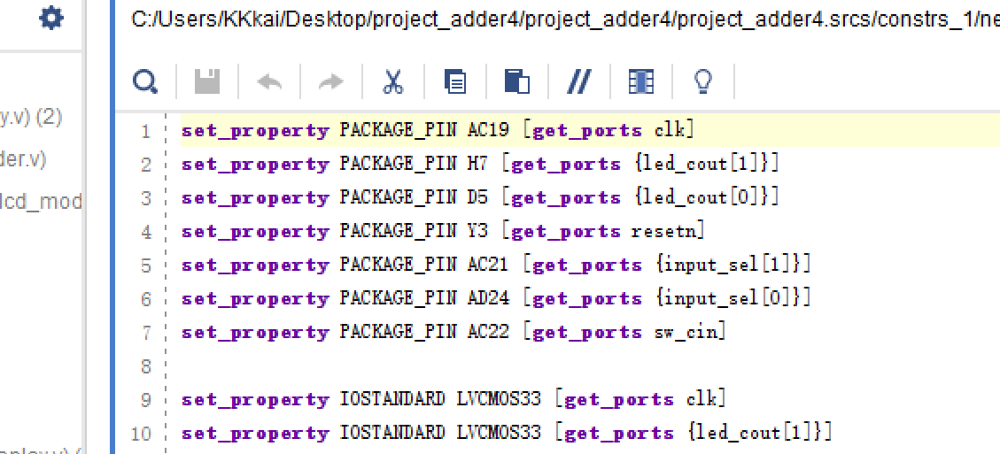 C:/Users/KKkai/Desktop/project_adder4/project_adder4/project_adder4.srcs/constrs_1/ne
y.v) (2)
der.v)
lcd_mod
1 set_property PACKAGE_PIN AC19 [get_ports clk]
2 set_property PACKAGE_PIN H7 [get_ports {led_cout[1]}]
3 set_property PACKAGE_PIN D5 [get_ports {led_cout[0]}]
4 set_property PACKAGE_PIN Y3 [get_ports resetn]
5 set_property PACKAGE_PIN AC21 [get_ports {input_sel[1]}]
6 set_property PACKAGE_PIN AD24 [get_ports {input_sel[0]}]
7 set_property PACKAGE_PIN AC22 [get_ports sw_cin]
8
9 set_property IOSTANDARD LVCMOS33 [get_ports clk]
10 set_property IOSTANDARD LVCMOS33 [get_ports {led_cout[1]}]